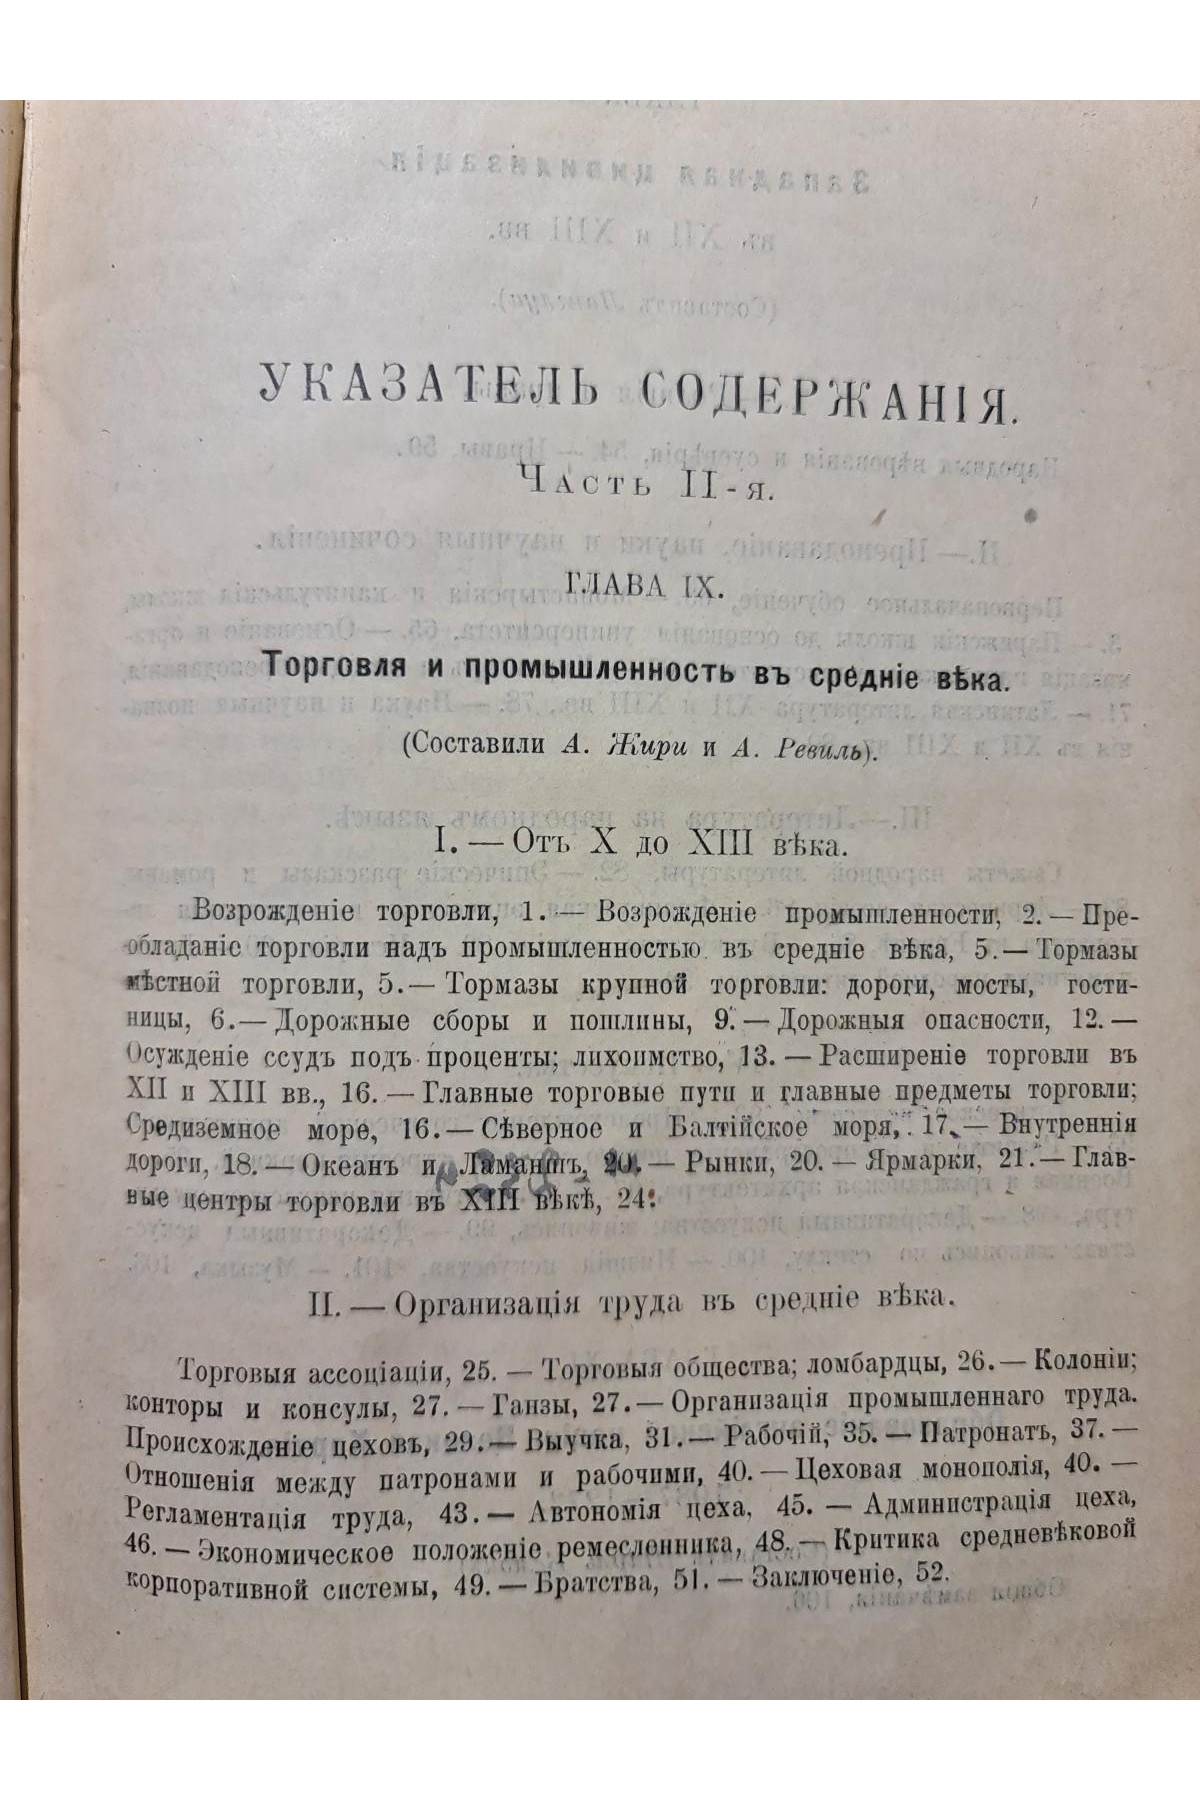 УКАЗАТЕЛЬ СОДЕРЖАНІЯ.
Часть II-я.
ГЛАВА IX.
Торговля и промышленность въ средніе вѣка.
(Составили А. Жири и А. Ревиль).
I. — Отъ X до XIII вѣка.
Возрожденіе торговли, 1. — Возрожденіе промышленности, 2. — Пре-
обладаніе торговли надъ промышленностью въ средніе вѣка, 5. — Тормазы
мѣстной торговли, 5. — Тормазы крупной торговли: дороги, мосты, гости-
ницы, 6. — Дорожные сборы и пошлины, 9. — Дорожныя опасности, 12. —
Осужденіе ссудъ подъ проценты; лихоимство, 13. — Расширеніе торговли въ
XII и XIII вв., 16. — Главные торговые пути и главные предметы торговли;
Средиземное море, 16. — Сѣверное и Балтійское моря, 17. — Внутреннія
дороги, 18. — Океанъ и Ламаншъ, 20. — Рынки, 20. — Ярмарки, 21. — Глав-
ные центры торговли въ XIII вѣкѣ, 24.
II. — Организація труда въ средніе вѣка.
Торговыя ассоціаціи, 25. — Торговыя общества; ломбардцы, 26. — Колоніи;
конторы и консулы, 27. — Ганзы, 27. — Организація промышленнаго труда.
Происхожденіе цеховъ, 29. — Выучка, 31. — Рабочій, 35. — Патронатъ, 37. —
Отношенія между патронами и рабочими, 40. — Цеховая монополія, 40. —
Регламентація труда, 43. — Автономія цеха, 45. — Администрація цеха,
46. — Экономическое положеніе ремесленника, 48. — Критика средневѣковой
корпоративной системы, 49. — Братства, 51. — Заключеніе, 52.